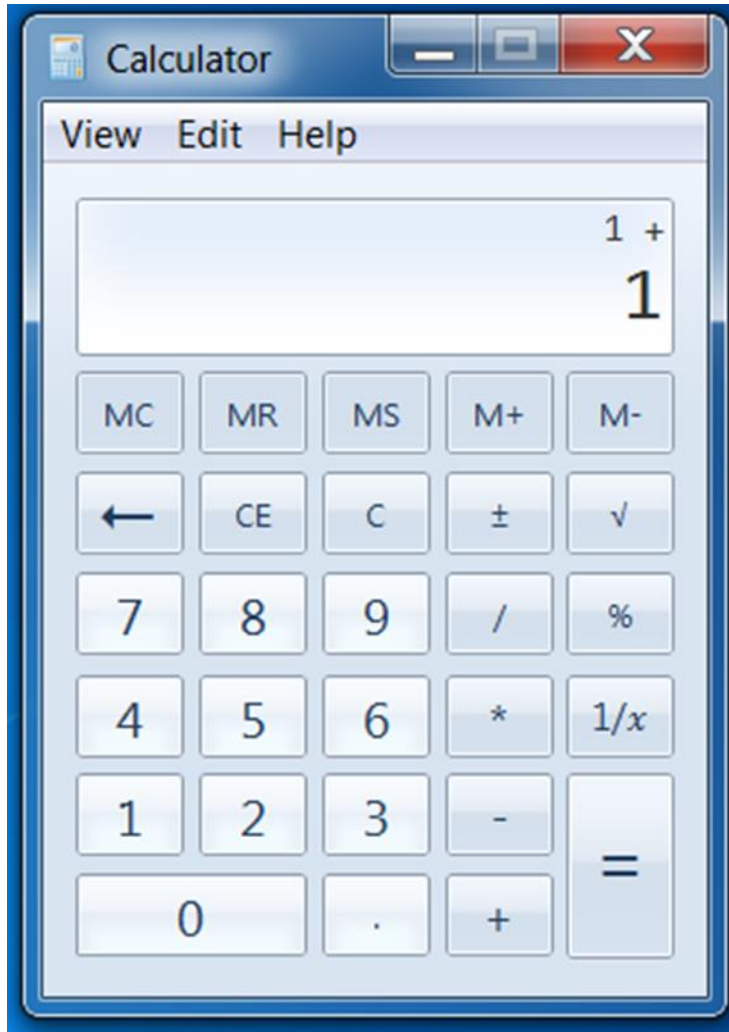 Calculator
View Edit Help
1 +
1
MC MR MS M+ M-
← CE C ± √
7 8 9 / %
4 5 6 * 1/x
1 2 3 -
=
0 . +